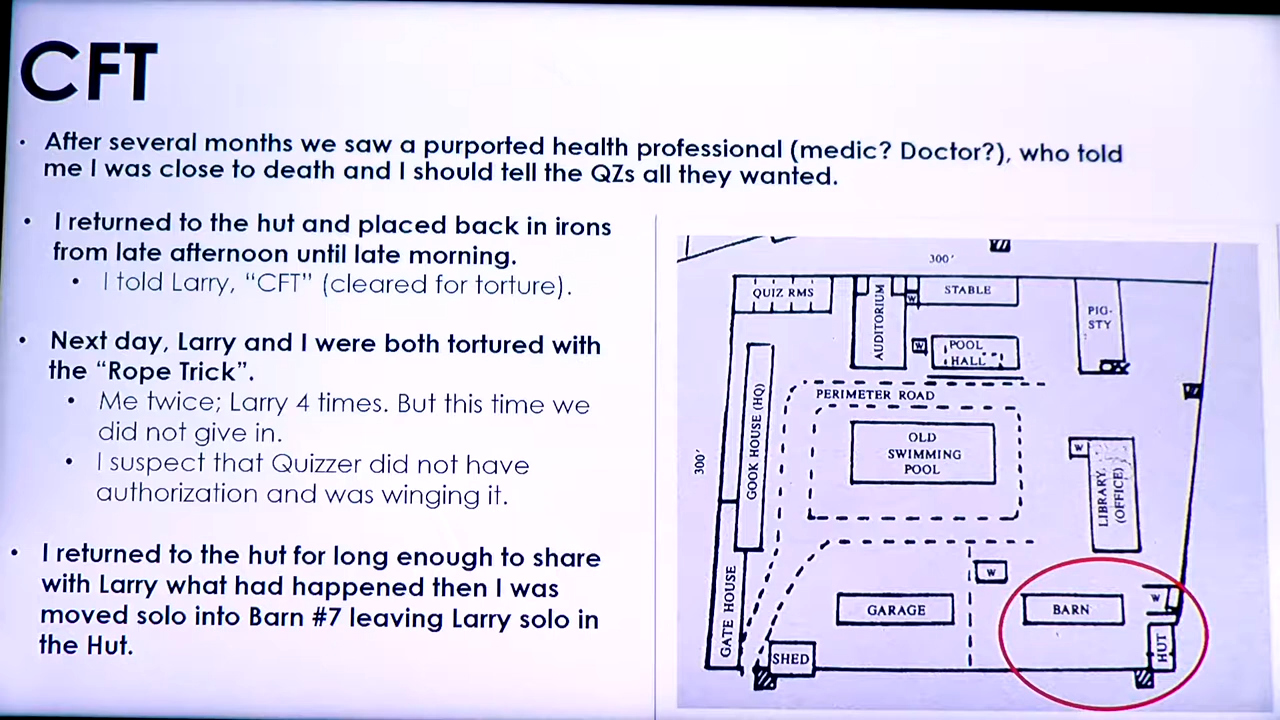 CFT
• After several months we saw a purported health professional (medic? Doctor?), who told
me I was close to death and I should tell the QZs all they wanted.
• I returned to the hut and placed back in irons
from late afternoon until late morning.
• I told Larry, “CFT” (cleared for torture).
• Next day, Larry and I were both tortured with
the “Rope Trick”.
• Me twice; Larry 4 times. But this time we
did not give in.
• I suspect that Quizzer did not have
authorization and was winging it.
• I returned to the hut for long enough to share
with Larry what had happened then I was
moved solo into Barn #7 leaving Larry solo in
the Hut.
300'
QUIZ RMS
AUDITORIUM
W
STABLE
PIG-
STY
W
POOL
HALL
PERIMETER ROAD
GOOK HOUSE (HQ)
OLD
SWIMMING
POOL
300'
W
LIBRARY
(OFFICE)
GATE HOUSE
W
GARAGE
BARN
W
HUT
SHED